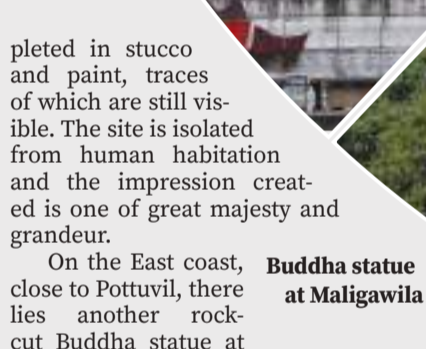 pleted in stucco
and paint, traces
of which are still vis-
ible. The site is isolated
from human habitation
and the impression creat-
ed is one of great majesty and
grandeur.
On the East coast,
close to Pottuvil, there
lies another rock-
cut Buddha statue at
Buddha statue
at Maligawila